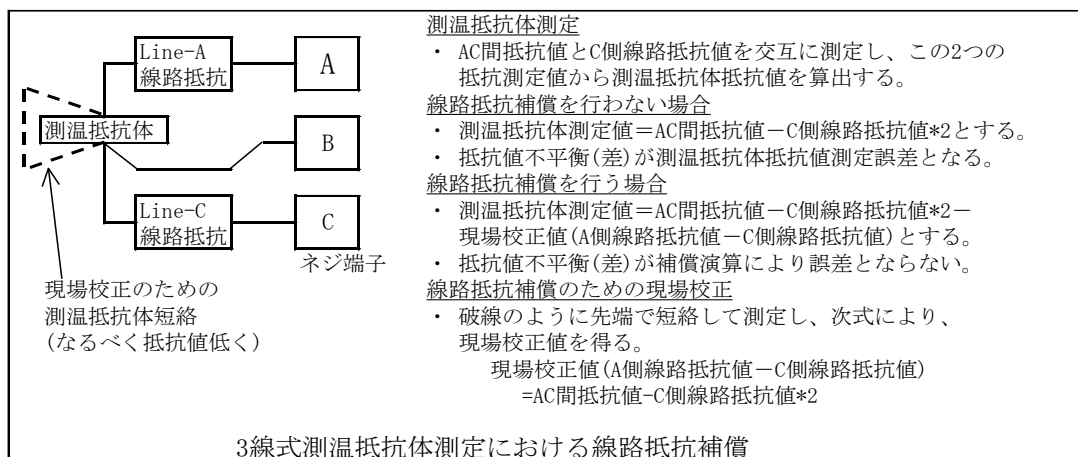 Line-A
線路抵抗
A
測温抵抗体
B
Line-C
線路抵抗
C
ネジ端子
現場校正のための
測温抵抗体短絡
(なるべく抵抗値低く)
測温抵抗体測定
・ AC間抵抗値とC側線路抵抗値を交互に測定し、この2つの
抵抗測定値から測温抵抗体抵抗値を算出する。
線路抵抗補償を行わない場合
・ 測温抵抗体測定値＝AC間抵抗値－C側線路抵抗値*2とする。
・ 抵抗値不平衡(差)が測温抵抗体抵抗値測定誤差となる。
線路抵抗補償を行う場合
・ 測温抵抗体測定値＝AC間抵抗値－C側線路抵抗値*2－
現場校正値(A側線路抵抗値－C側線路抵抗値)とする。
・ 抵抗値不平衡(差)が補償演算により誤差とならない。
線路抵抗補償のための現場校正
・ 破線のように先端で短絡して測定し、次式により、
現場校正値を得る。
現場校正値(A側線路抵抗値－C側線路抵抗値)
=AC間抵抗値-C側線路抵抗値*2
3線式測温抵抗体測定における線路抵抗補償